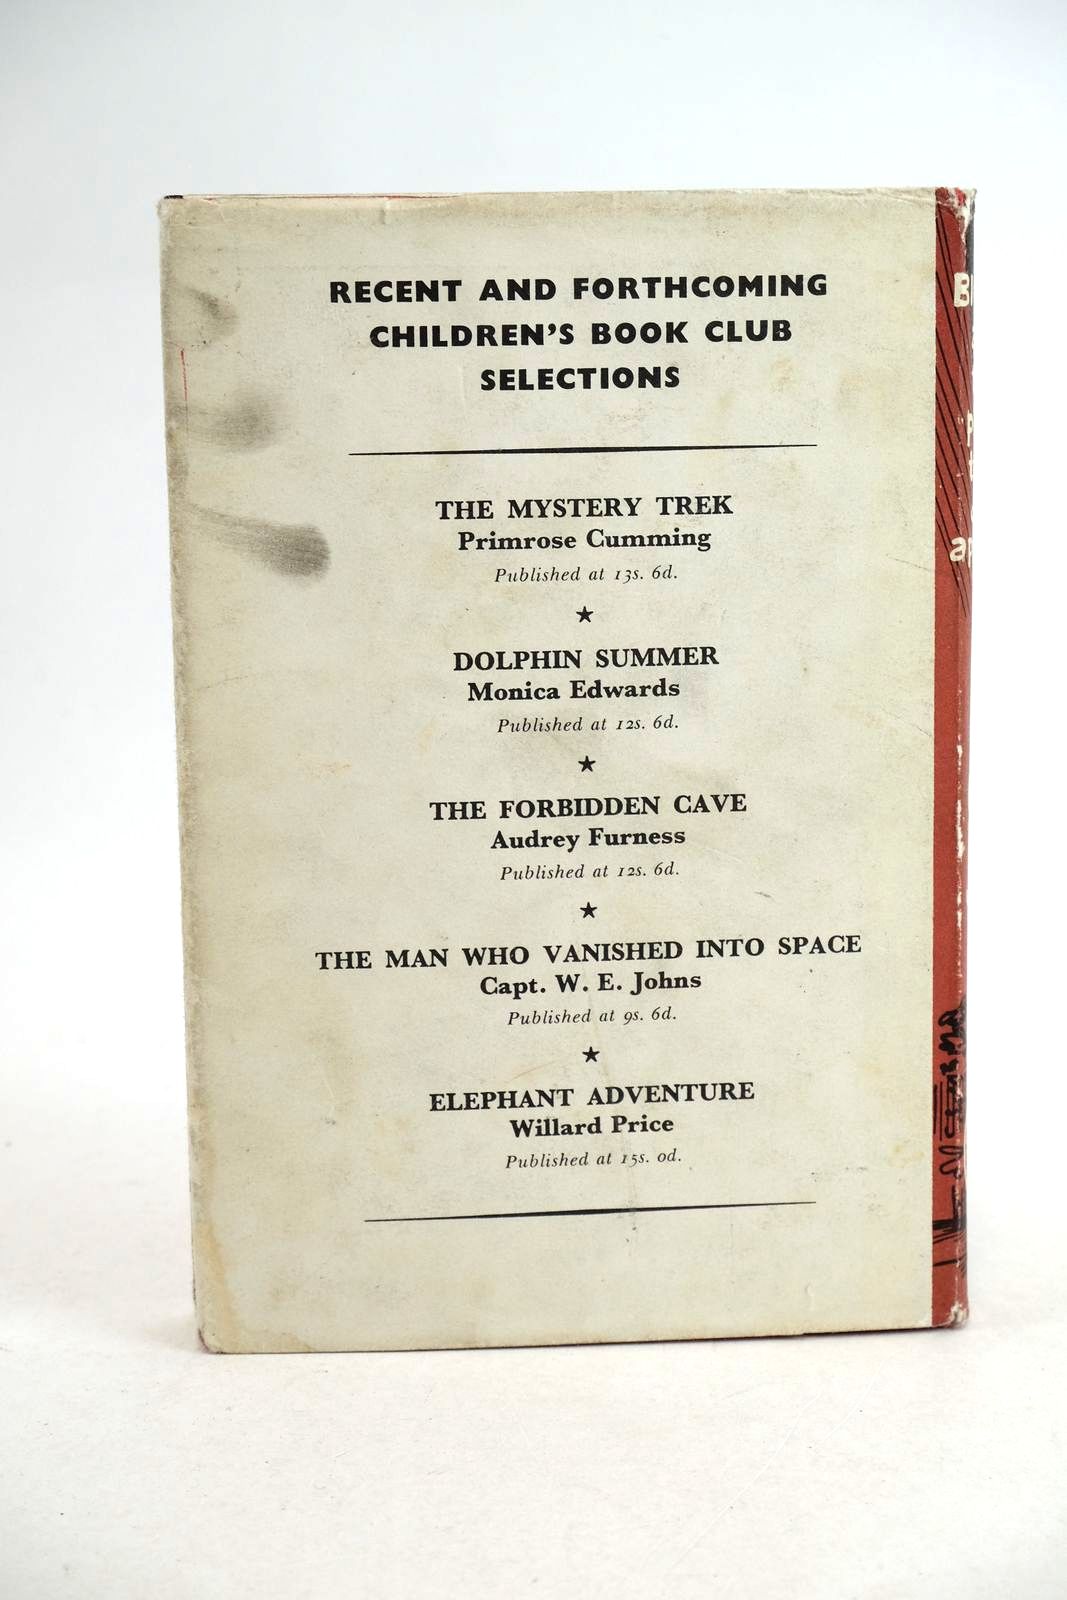 RECENT AND FORTHCOMING
CHILDREN'S BOOK CLUB
SELECTIONS
THE MYSTERY TREK
Primrose Cumming
Published at 13s. 6d.
★
DOLPHIN SUMMER
Monica Edwards
Published at 12s. 6d.
★
THE FORBIDDEN CAVE
Audrey Furness
Published at 12s. 6d.
★
THE MAN WHO VANISHED INTO SPACE
Capt. W. E. Johns
Published at 9s. 6d.
★
ELEPHANT ADVENTURE
Willard Price
Published at 15s. 0d.